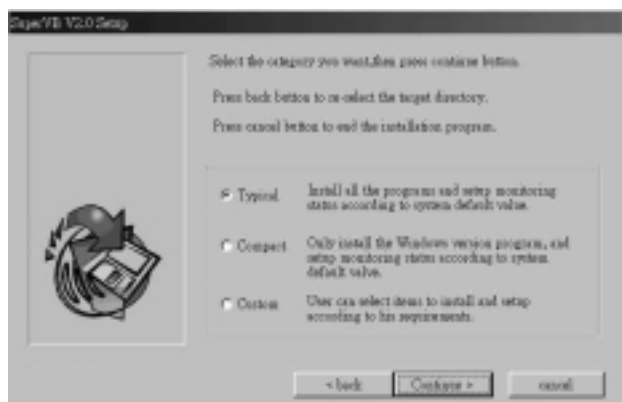 SuperVB V2.0 Setup
Select the category you want,then press continue button.
Press back button to re-select the target directory.
Press cancel button to end the installation program.
Typical
Install all the programs and setup monitoring
status according to system default value.
Compact
Only install the Windows version program, and
setup monitoring status according to system
default value.
Custom
User can select items to install and setup
according to his requirements.
< back
Continue >
cancel